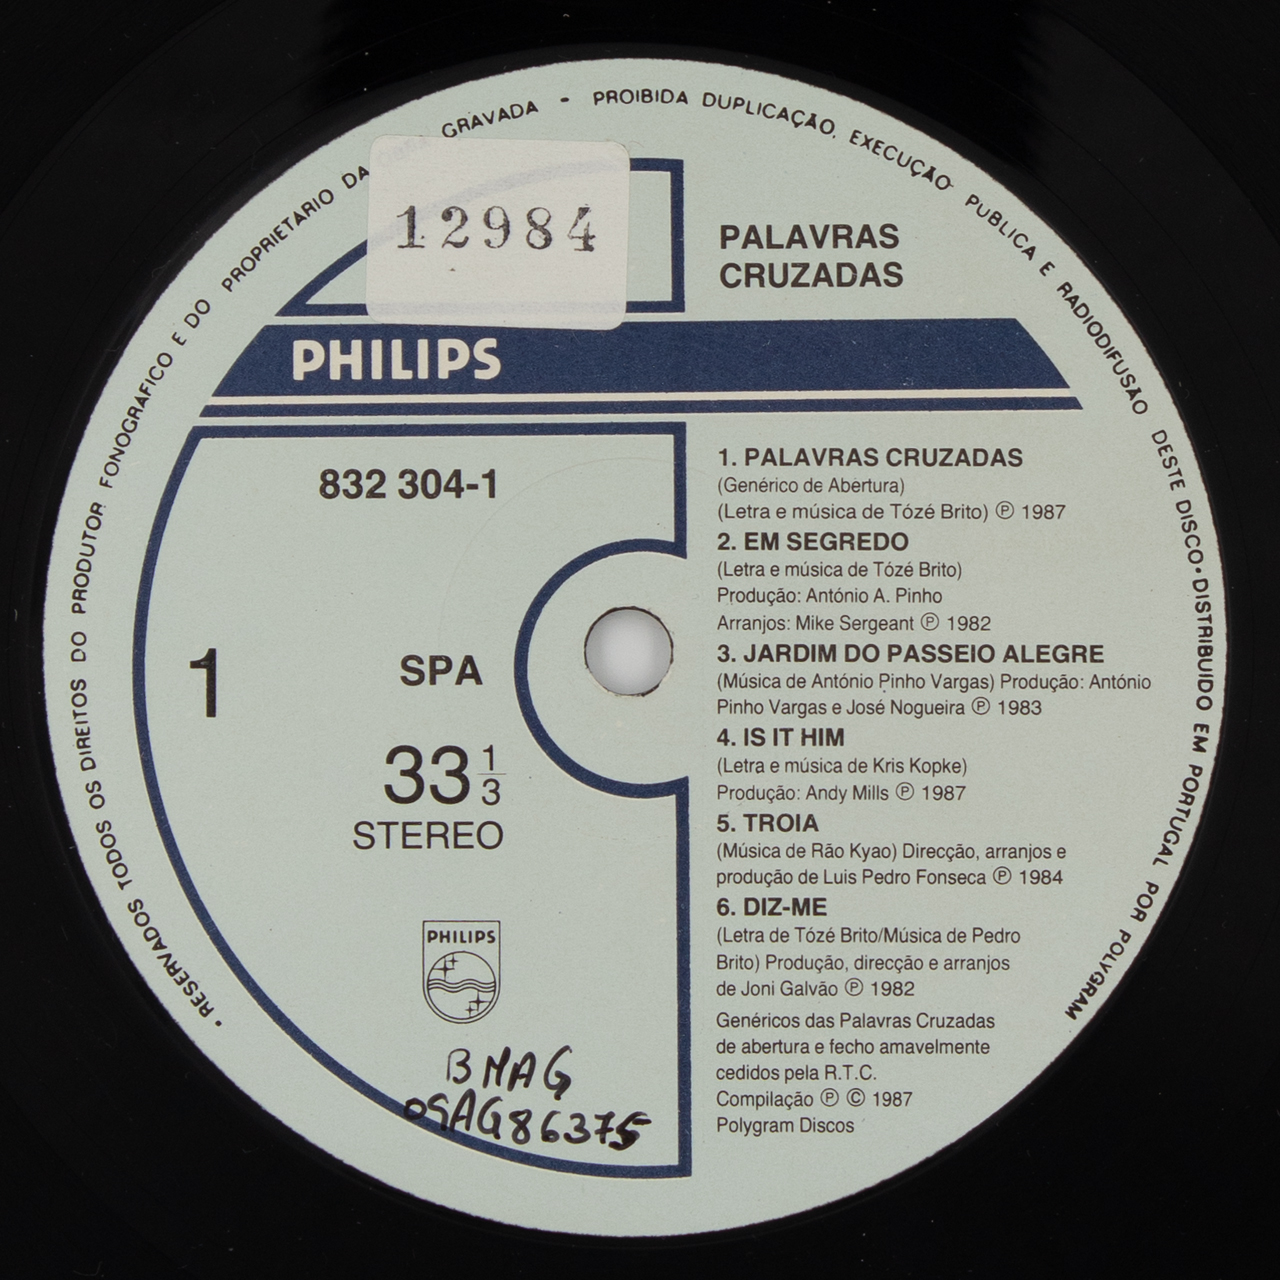 • RESERVADOS TODOS OS DIREITOS DO PRODUTOR FONOGRAFICO E DO PROPRIETARIO DA OBRA GRAVADA - PROIBIDA DUPLICAÇÃO, EXECUÇÃO PUBLICA E RADIODIFUSÃO DESTE DISCO • DISTRIBUIDO EM PORTUGAL POR POLYGRAM
12984
PALAVRAS
CRUZADAS
PHILIPS
832 304-1
1
SPA
33 1/3
STEREO
PHILIPS
B MAG
09AG86375
1. PALAVRAS CRUZADAS
(Genérico de Abertura)
(Letra e música de Tózé Brito) Ⓟ 1987
2. EM SEGREDO
(Letra e música de Tózé Brito)
Produção: António A. Pinho
Arranjos: Mike Sergeant Ⓟ 1982
3. JARDIM DO PASSEIO ALEGRE
(Música de António Pinho Vargas) Produção: António
Pinho Vargas e José Nogueira Ⓟ 1983
4. IS IT HIM
(Letra e música de Kris Kopke)
Produção: Andy Mills Ⓟ 1987
5. TROIA
(Música de Rão Kyao) Direcção, arranjos e
produção de Luis Pedro Fonseca Ⓟ 1984
6. DIZ-ME
(Letra de Tózé Brito/Música de Pedro
Brito) Produção, direcção e arranjos
de Joni Galvão Ⓟ 1982
Genéricos das Palavras Cruzadas
de abertura e fecho amavelmente
cedidos pela R.T.C.
Compilação Ⓟ © 1987
Polygram Discos